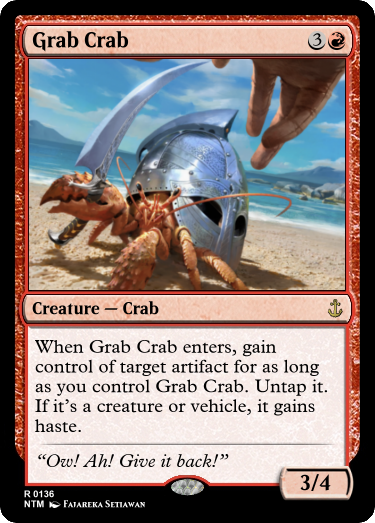 Grab Crab 3
Creature — Crab
When Grab Crab enters, gain
control of target artifact for as long
as you control Grab Crab. Untap it.
If it's a creature or vehicle, it gains
haste.
“Ow! Ah! Give it back!”
3/4
R 0136
NTM Fajareka Setiawan